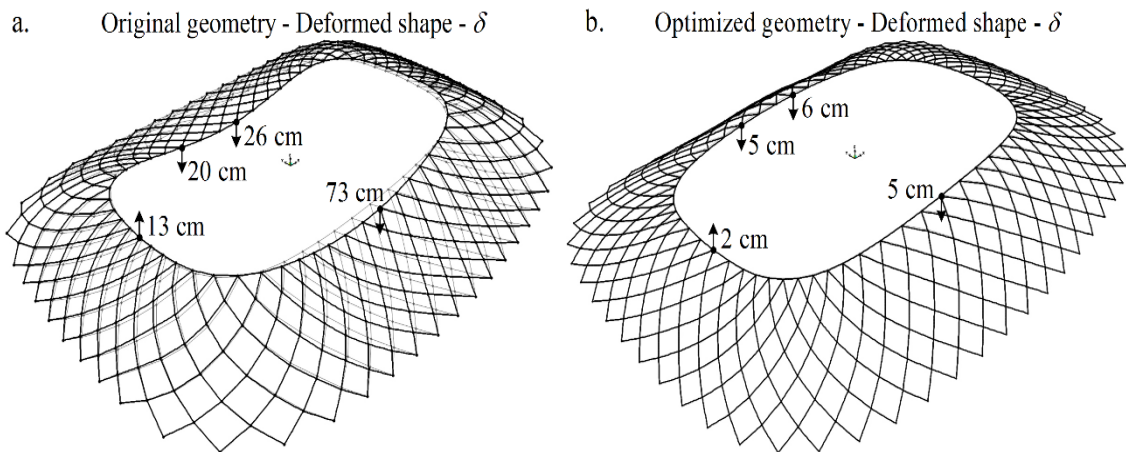 a. Original geometry - Deformed shape - δ
26 cm
20 cm
73 cm
13 cm
b. Optimized geometry - Deformed shape - δ
6 cm
5 cm
5 cm
2 cm